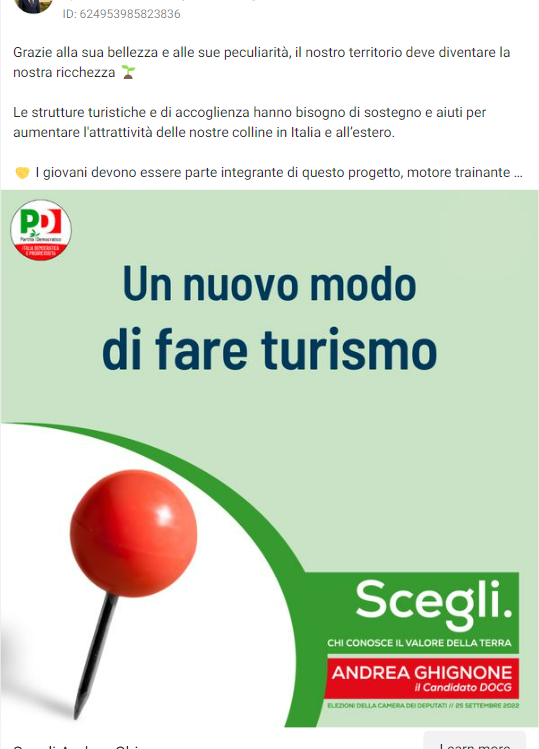 ID: 624953985823836
Grazie alla sua bellezza e alle sue peculiarità, il nostro territorio deve diventare la
nostra ricchezza 🌱
Le strutture turistiche e di accoglienza hanno bisogno di sostegno e aiuti per
aumentare l'attrattività delle nostre colline in Italia e all’estero.
🤜 I giovani devono essere parte integrante di questo progetto, motore trainante ...
PD
Partito Democratico
ITALIA DEMOCRATICA
E PROGRESSISTA
Un nuovo modo
di fare turismo
Scegli.
CHI CONOSCE IL VALORE DELLA TERRA
ANDREA GHIGNONE
il Candidato DOCG
ELEZIONI DELLA CAMERA DEI DEPUTATI // 25 SETTEMBRE 2022
Learn more